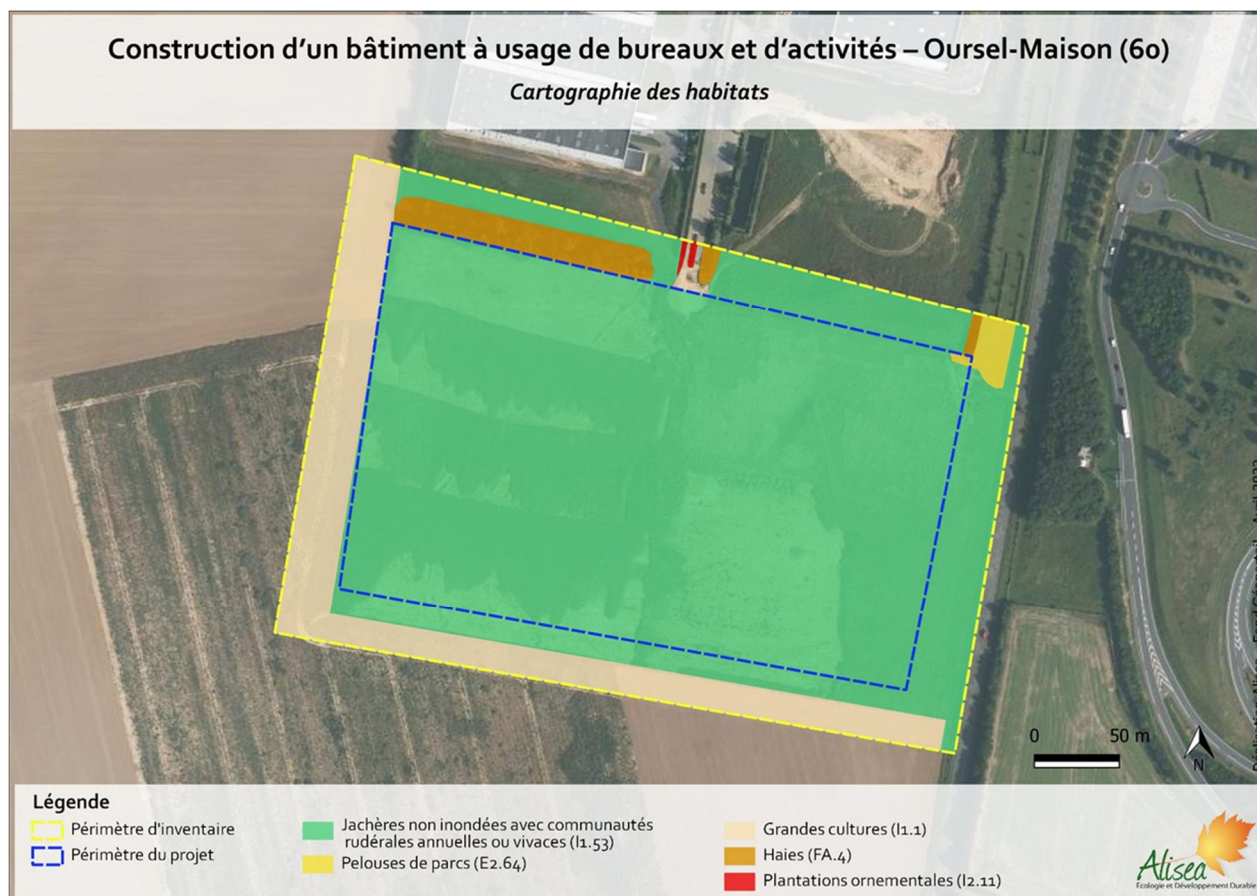 Construction d’un bâtiment à usage de bureaux et d’activités – Oursel-Maison (60)
Cartographie des habitats
0 50 m
N
Légende
Périmètre d'inventaire
Périmètre du projet
Jachères non inondées avec communautés
rudérales annuelles ou vivaces (I1.53)
Pelouses de parcs (E2.64)
Grandes cultures (I1.1)
Haies (FA.4)
Plantations ornementales (I2.11)
Alisea
Ecologie et Développement Durable